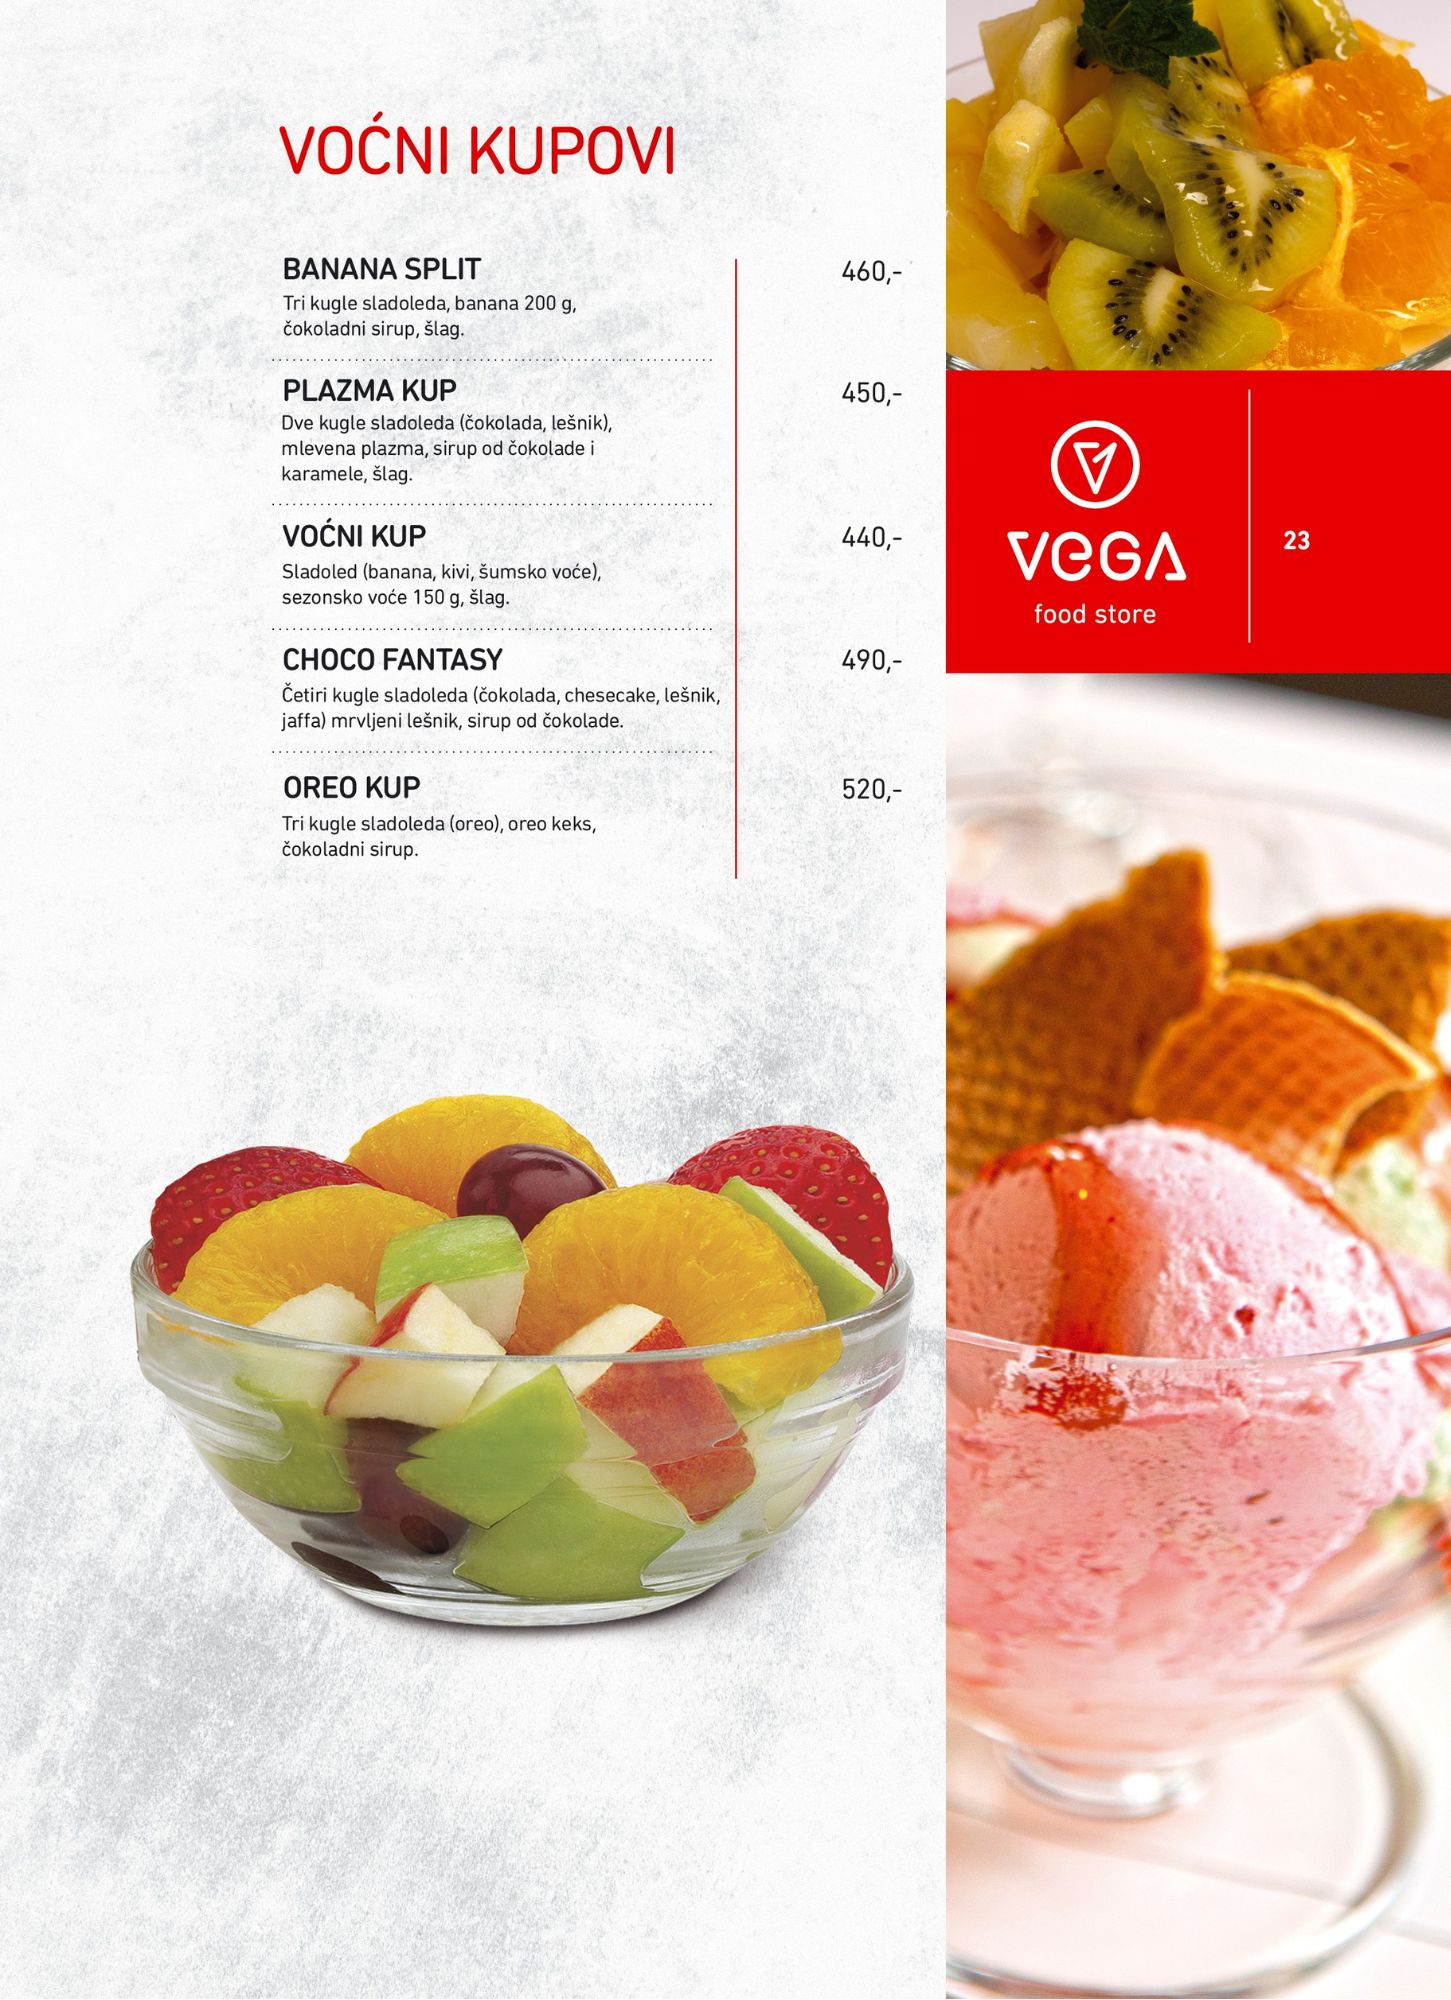 VOĆNI KUPOVI
BANANA SPLIT 460,-
Tri kugle sladoleda, banana 200 g,
čokoladni sirup, šlag.
PLAZMA KUP 450,-
Dve kugle sladoleda (čokolada, lešnik),
mlevena plazma, sirup od čokolade i
karamele, šlag.
VOĆNI KUP 440,-
Sladoled (banana, kivi, šumsko voće),
sezonsko voće 150 g, šlag.
CHOCO FANTASY 490,-
Četiri kugle sladoleda (čokolada, chesecake, lešnik,
jaffa) mrvljeni lešnik, sirup od čokolade.
OREO KUP 520,-
Tri kugle sladoleda (oreo), oreo keks,
čokoladni sirup.
VEGA
food store
23